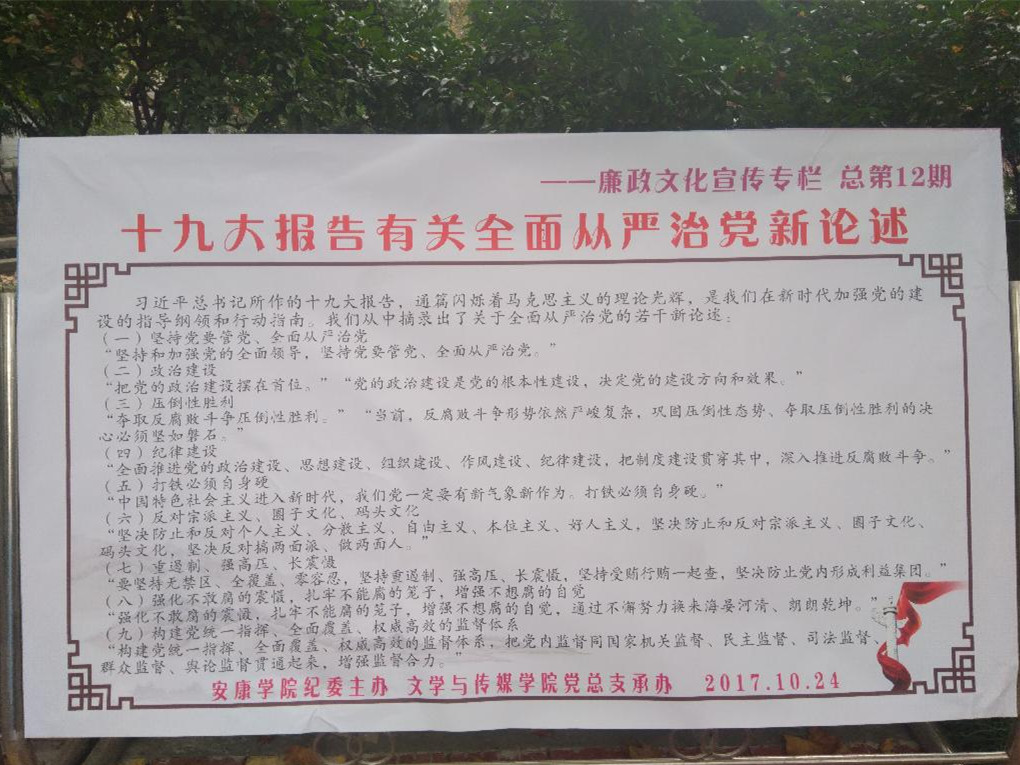 ——廉政文化宣传专栏 总第12期
十九大报告有关全面从严治党新论述
习近平总书记所作的十九大报告，通篇闪烁着马克思主义的理论光辉，是我们在新时代加强党的建
设的指导纲领和行动指南。我们从中摘录出了关于全面从严治党的若干新论述：
（一）坚持党要管党、全面从严治党
“坚持和加强党的全面领导，坚持党要管党、全面从严治党。”
（二）政治建设
“把党的政治建设摆在首位。” “党的政治建设是党的根本性建设，决定党的建设方向和效果。”
（三）压倒性胜利
“夺取反腐败斗争压倒性胜利。” “当前，反腐败斗争形势依然严峻复杂，巩固压倒性态势、夺取压倒性胜利的决
心必须坚如磐石。”
（四）纪律建设
“全面推进党的政治建设、思想建设、组织建设、作风建设、纪律建设，把制度建设贯穿其中，深入推进反腐败斗争。”
（五）打铁必须自身硬
“中国特色社会主义进入新时代，我们党一定要有新气象新作为。打铁必须自身硬。”
（六）反对宗派主义、圈子文化、码头文化
“坚决防止和反对个人主义、分散主义、自由主义、本位主义、好人主义，坚决防止和反对宗派主义、圈子文化、
码头文化，坚决反对搞两面派、做两面人。”
（七）重遏制、强高压、长震慑
“要坚持无禁区、全覆盖、零容忍，坚持重遏制、强高压、长震慑，坚持受贿行贿一起查，坚决防止党内形成利益集团。”
（八）强化不敢腐的震慑，扎牢不能腐的笼子，增强不想腐的自觉
“强化不敢腐的震慑，扎牢不能腐的笼子，增强不想腐的自觉，通过不懈努力换来海晏河清、朗朗乾坤。”
（九）构建党统一指挥、全面覆盖、权威高效的监督体系
“构建党统一指挥、全面覆盖、权威高效的监督体系，把党内监督同国家机关监督、民主监督、司法监督、
群众监督、舆论监督贯通起来，增强监督合力。”
安康学院纪委主办 文学与传媒学院党总支承办 2017.10.24